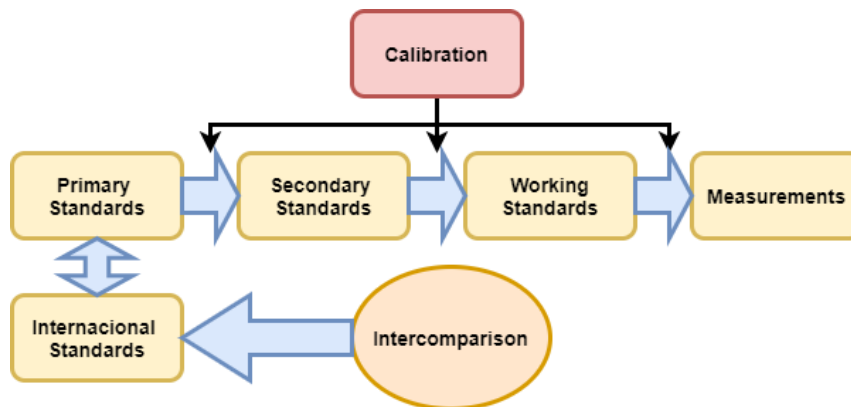 Calibration
Primary
Standards
Secondary
Standards
Working
Standards
Measurements
Internacional
Standards
Intercomparison